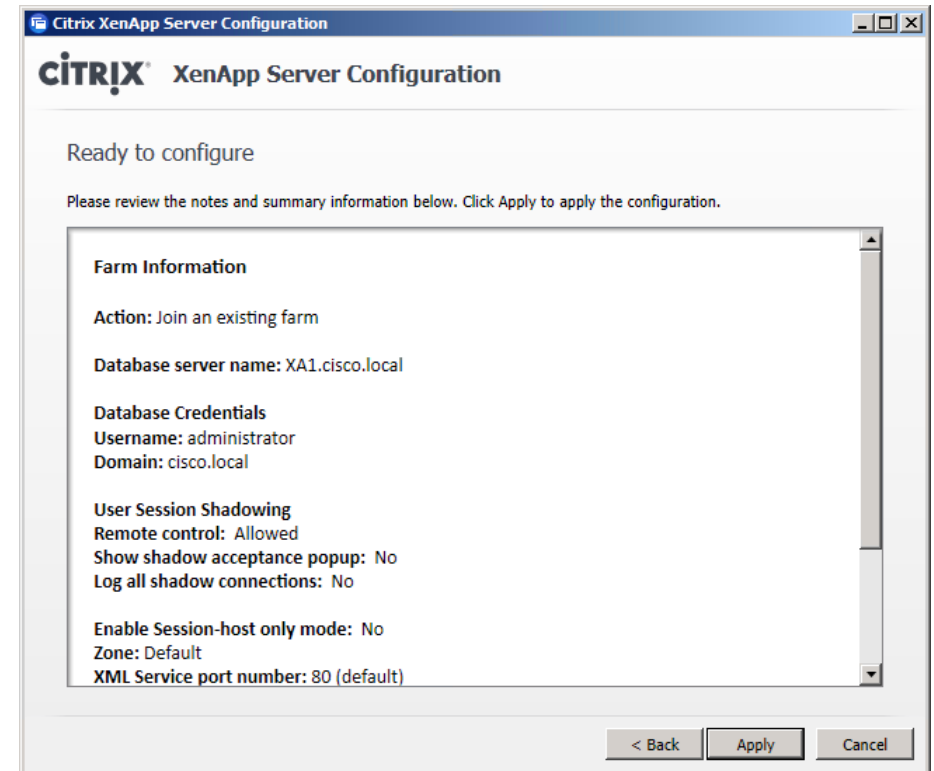 Citrix XenApp Server Configuration
CİTRIX XenApp Server Configuration
Ready to configure
Please review the notes and summary information below. Click Apply to apply the configuration.
Farm Information
Action: Join an existing farm
Database server name: XA1.cisco.local
Database Credentials
Username: administrator
Domain: cisco.local
User Session Shadowing
Remote control: Allowed
Show shadow acceptance popup: No
Log all shadow connections: No
Enable Session-host only mode: No
Zone: Default
XML Service port number: 80 (default)
< Back Apply Cancel